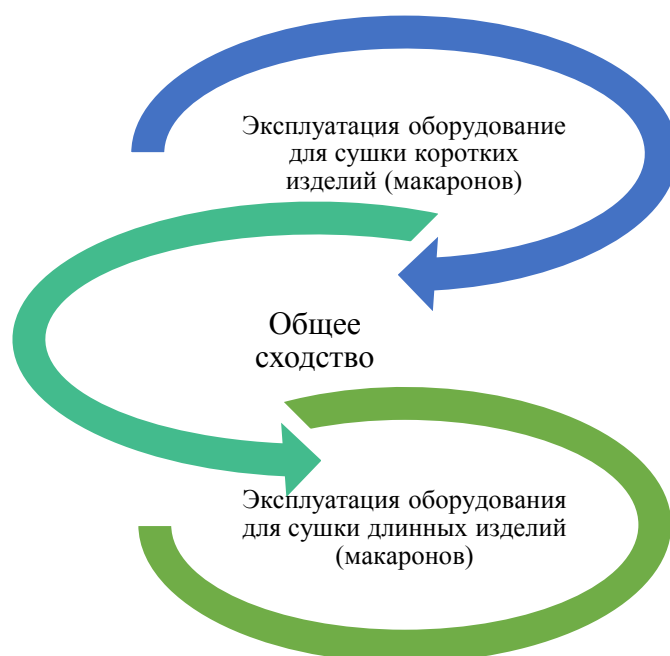 Эксплуатация оборудование
для сушки коротких
изделий (макаронов)
Общее
сходство
Эксплуатация оборудования
для сушки длинных изделий
(макаронов)